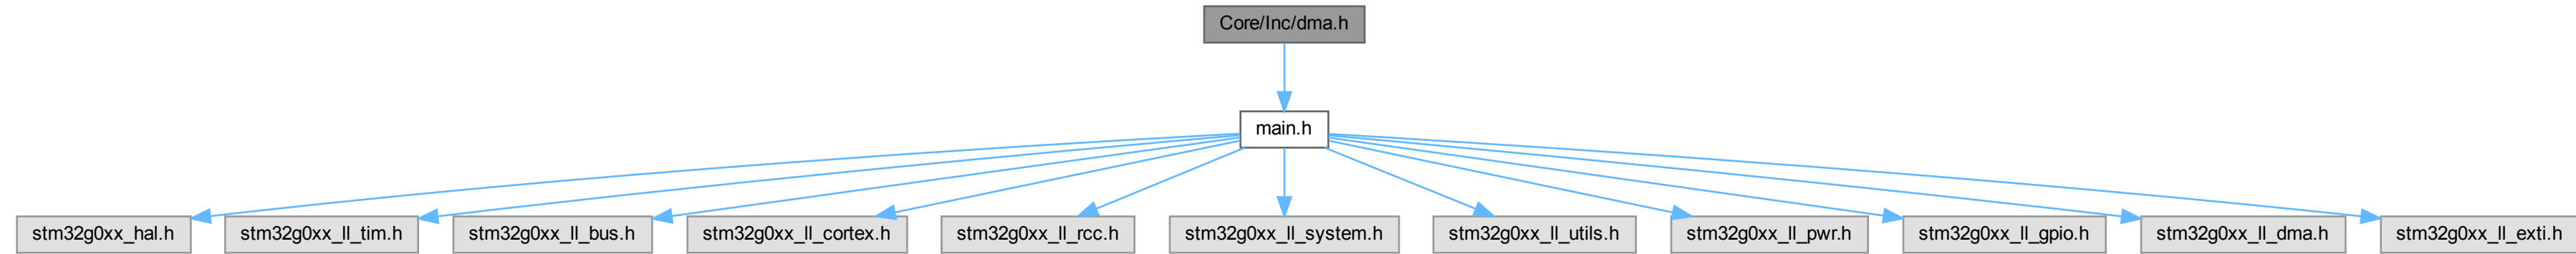 Core/Inc/dma.h
main.h
stm32g0xx_hal.h
stm32g0xx_ll_tim.h
stm32g0xx_ll_bus.h
stm32g0xx_ll_cortex.h
stm32g0xx_ll_rcc.h
stm32g0xx_ll_system.h
stm32g0xx_ll_utils.h
stm32g0xx_ll_pwr.h
stm32g0xx_ll_gpio.h
stm32g0xx_ll_dma.h
stm32g0xx_ll_exti.h